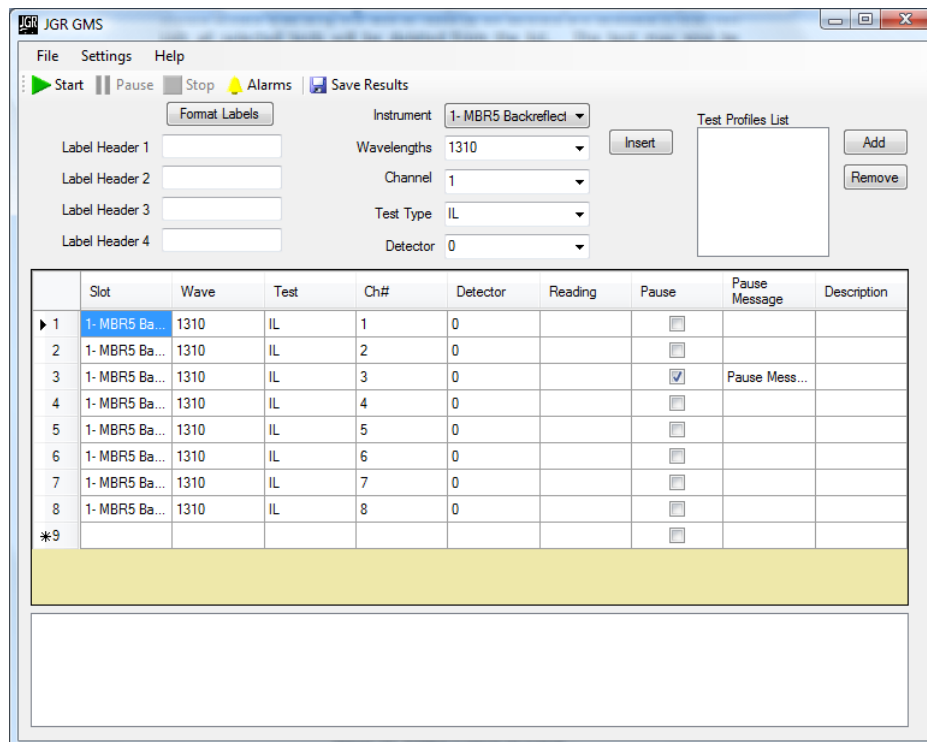 JGR GMS
File Settings Help
Start Pause Stop Alarms Save Results
Format Labels
Label Header 1
Label Header 2
Label Header 3
Label Header 4
Instrument 1- MBR5 Backreflect
Wavelengths 1310
Channel 1
Test Type IL
Detector 0
Insert
Test Profiles List
Add
Remove
Slot Wave Test Ch# Detector Reading Pause Pause Message Description
1 1- MBR5 Ba... 1310 IL 1 0
2 1- MBR5 Ba... 1310 IL 2 0
3 1- MBR5 Ba... 1310 IL 3 0 Pause Mess...
4 1- MBR5 Ba... 1310 IL 4 0
5 1- MBR5 Ba... 1310 IL 5 0
6 1- MBR5 Ba... 1310 IL 6 0
7 1- MBR5 Ba... 1310 IL 7 0
8 1- MBR5 Ba... 1310 IL 8 0
*9